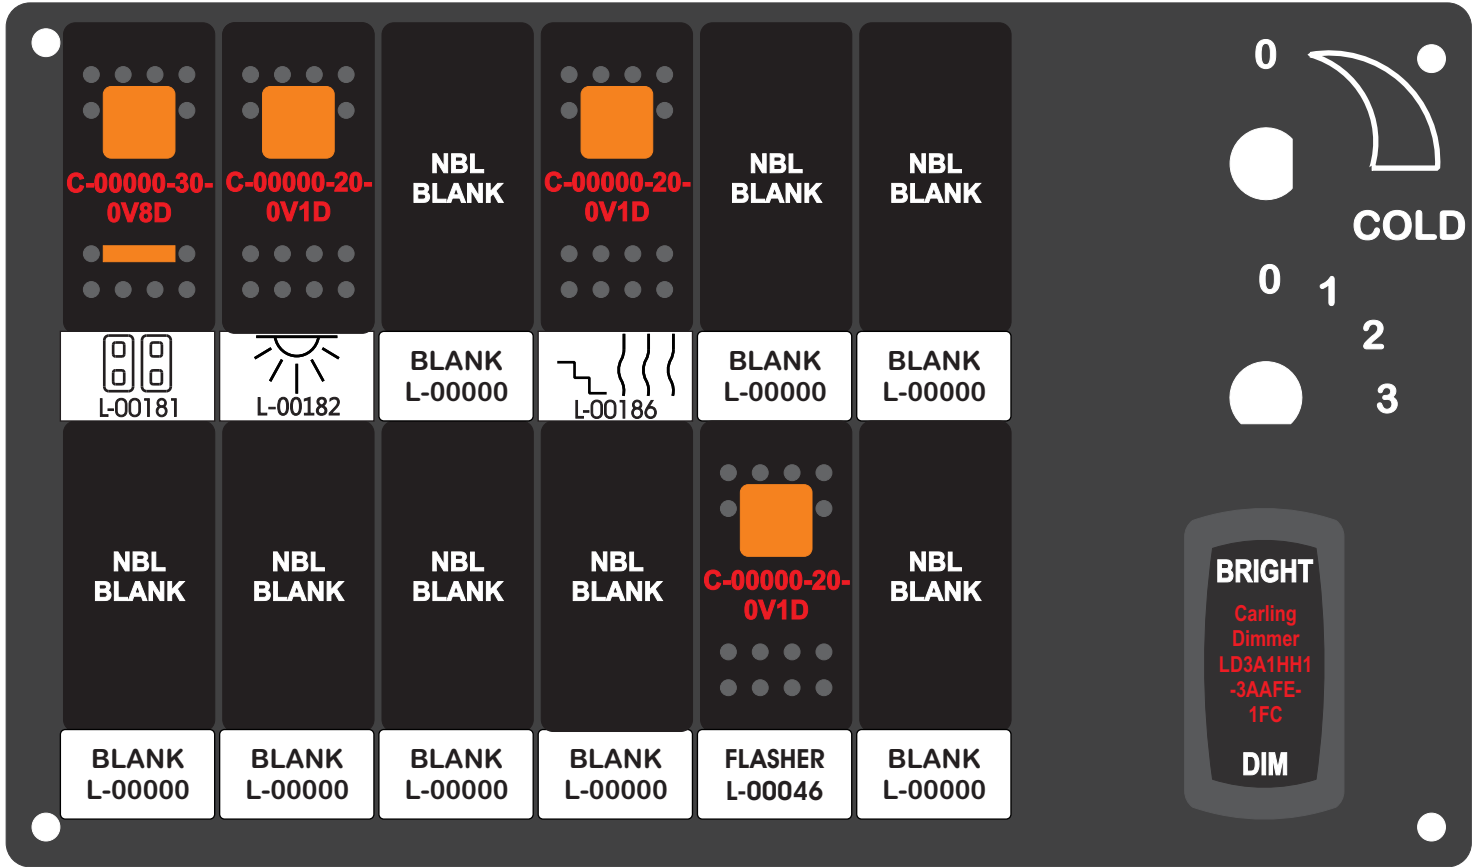 C-00000-30-
0V8D
C-00000-20-
0V1D
NBL
BLANK
C-00000-20-
0V1D
NBL
BLANK
NBL
BLANK
L-00181
L-00182
BLANK
L-00000
L-00186
BLANK
L-00000
BLANK
L-00000
NBL
BLANK
NBL
BLANK
NBL
BLANK
NBL
BLANK
C-00000-20-
0V1D
NBL
BLANK
BLANK
L-00000
BLANK
L-00000
BLANK
L-00000
BLANK
L-00000
FLASHER
L-00046
BLANK
L-00000
0
COLD
0
1
2
3
BRIGHT
Carling
Dimmer
LD3A1HH1
-3AAFE-
1FC
DIM